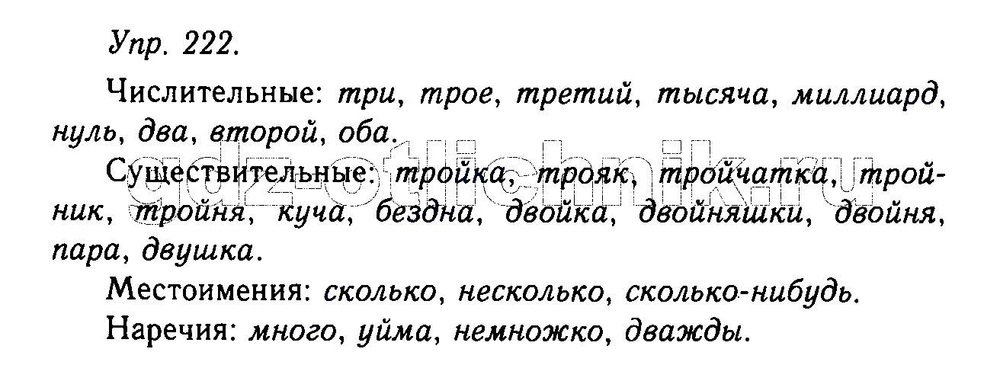 Упр. 222.
Числительные: три, трое, третий, тысяча, миллиард,
нуль, два, второй, оба.
Существительные: тройка, трояк, тройчатка, трой-
ник, тройня, куча, бездна, двойка, двойняшки, двойня,
пара, двушка.
Местоимения: сколько, несколько, сколько-нибудь.
Наречия: много, уйма, немножко, дважды.
gdz-otlichnik.ru